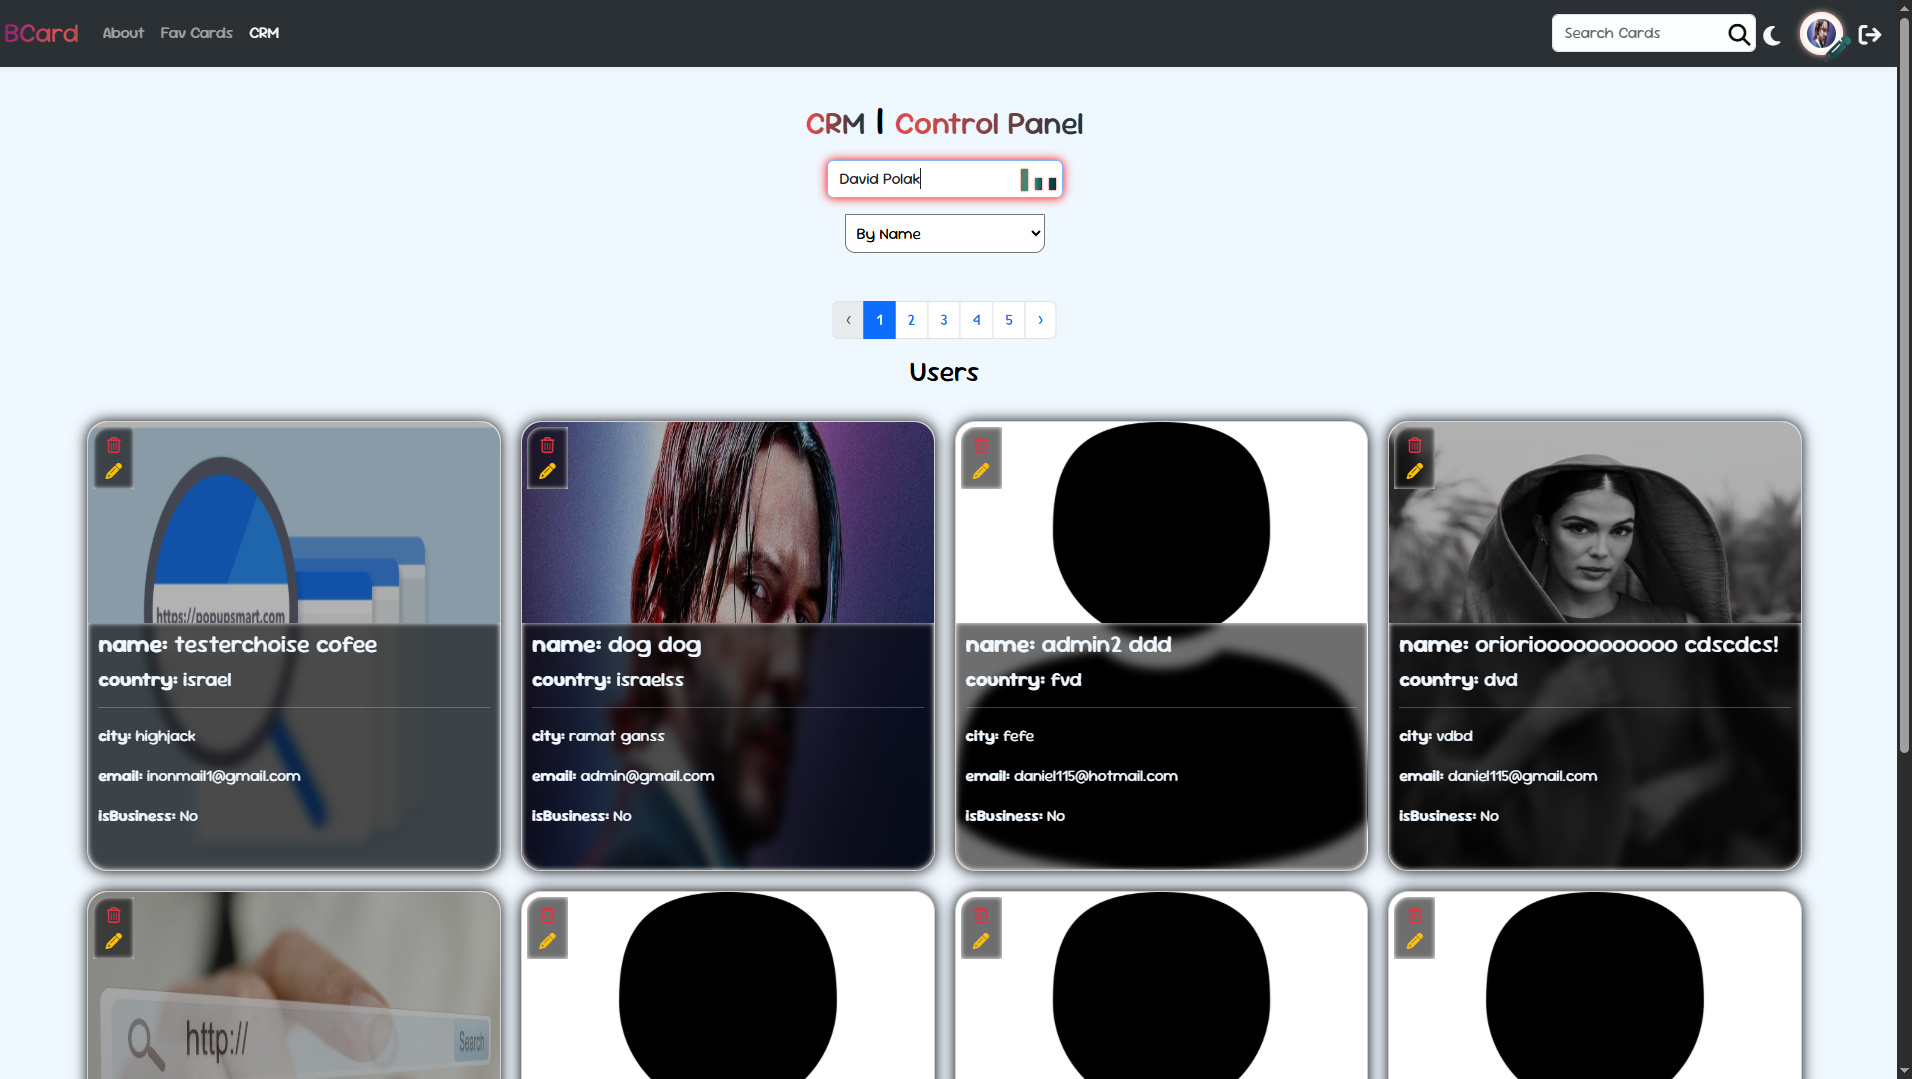 BCard About Fav Cards CRM Search Cards
CRM | Control Panel
David Polak
By Name
‹ 1 2 3 4 5 ›
Users
https://popupsmart.com
name: testerchoise cofee
country: israel
city: highjack
email: inonmail1@gmail.com
isBusiness: No
name: dog dog
country: israelss
city: ramat ganss
email: admin@gmail.com
isBusiness: No
name: admin2 ddd
country: fvd
city: fefe
email: daniel115@hotmail.com
isBusiness: No
name: oriorioooooooooooo cdscdcs!
country: dvd
city: vdbd
email: daniel115@gmail.com
isBusiness: No
http://
Search